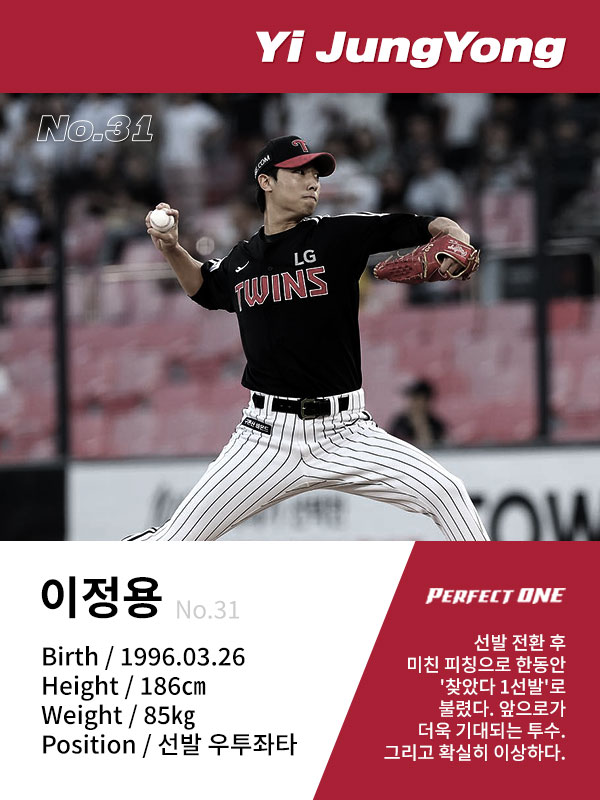 Yi JungYong
No.31
.COM
LG
TWINS
TOW
이정용 No.31
Birth / 1996.03.26
Height / 186㎝
Weight / 85㎏
Position / 선발 우투좌타
PERFECT ONE
선발 전환 후
미친 피칭으로 한동안
'찾았다 1선발'로
불렸다. 앞으로가
더욱 기대되는 투수.
그리고 확실히 이상하다.